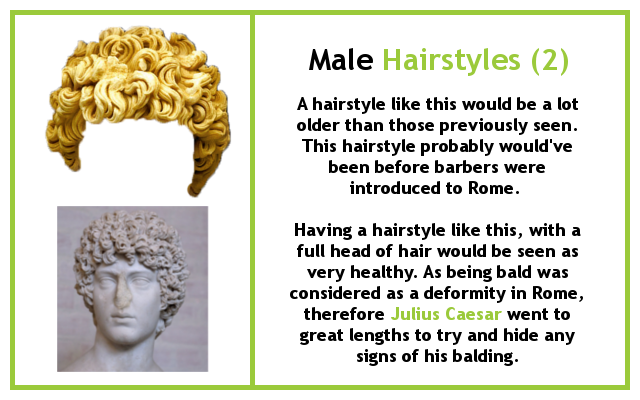 Male Hairstyles (2)
A hairstyle like this would be a lot
older than those previously seen.
This hairstyle probably would've
been before barbers were
introduced to Rome.
Having a hairstyle like this, with a
full head of hair would be seen as
very healthy. As being bald was
considered as a deformity in Rome,
therefore Julius Caesar went to
great lengths to try and hide any
signs of his balding.